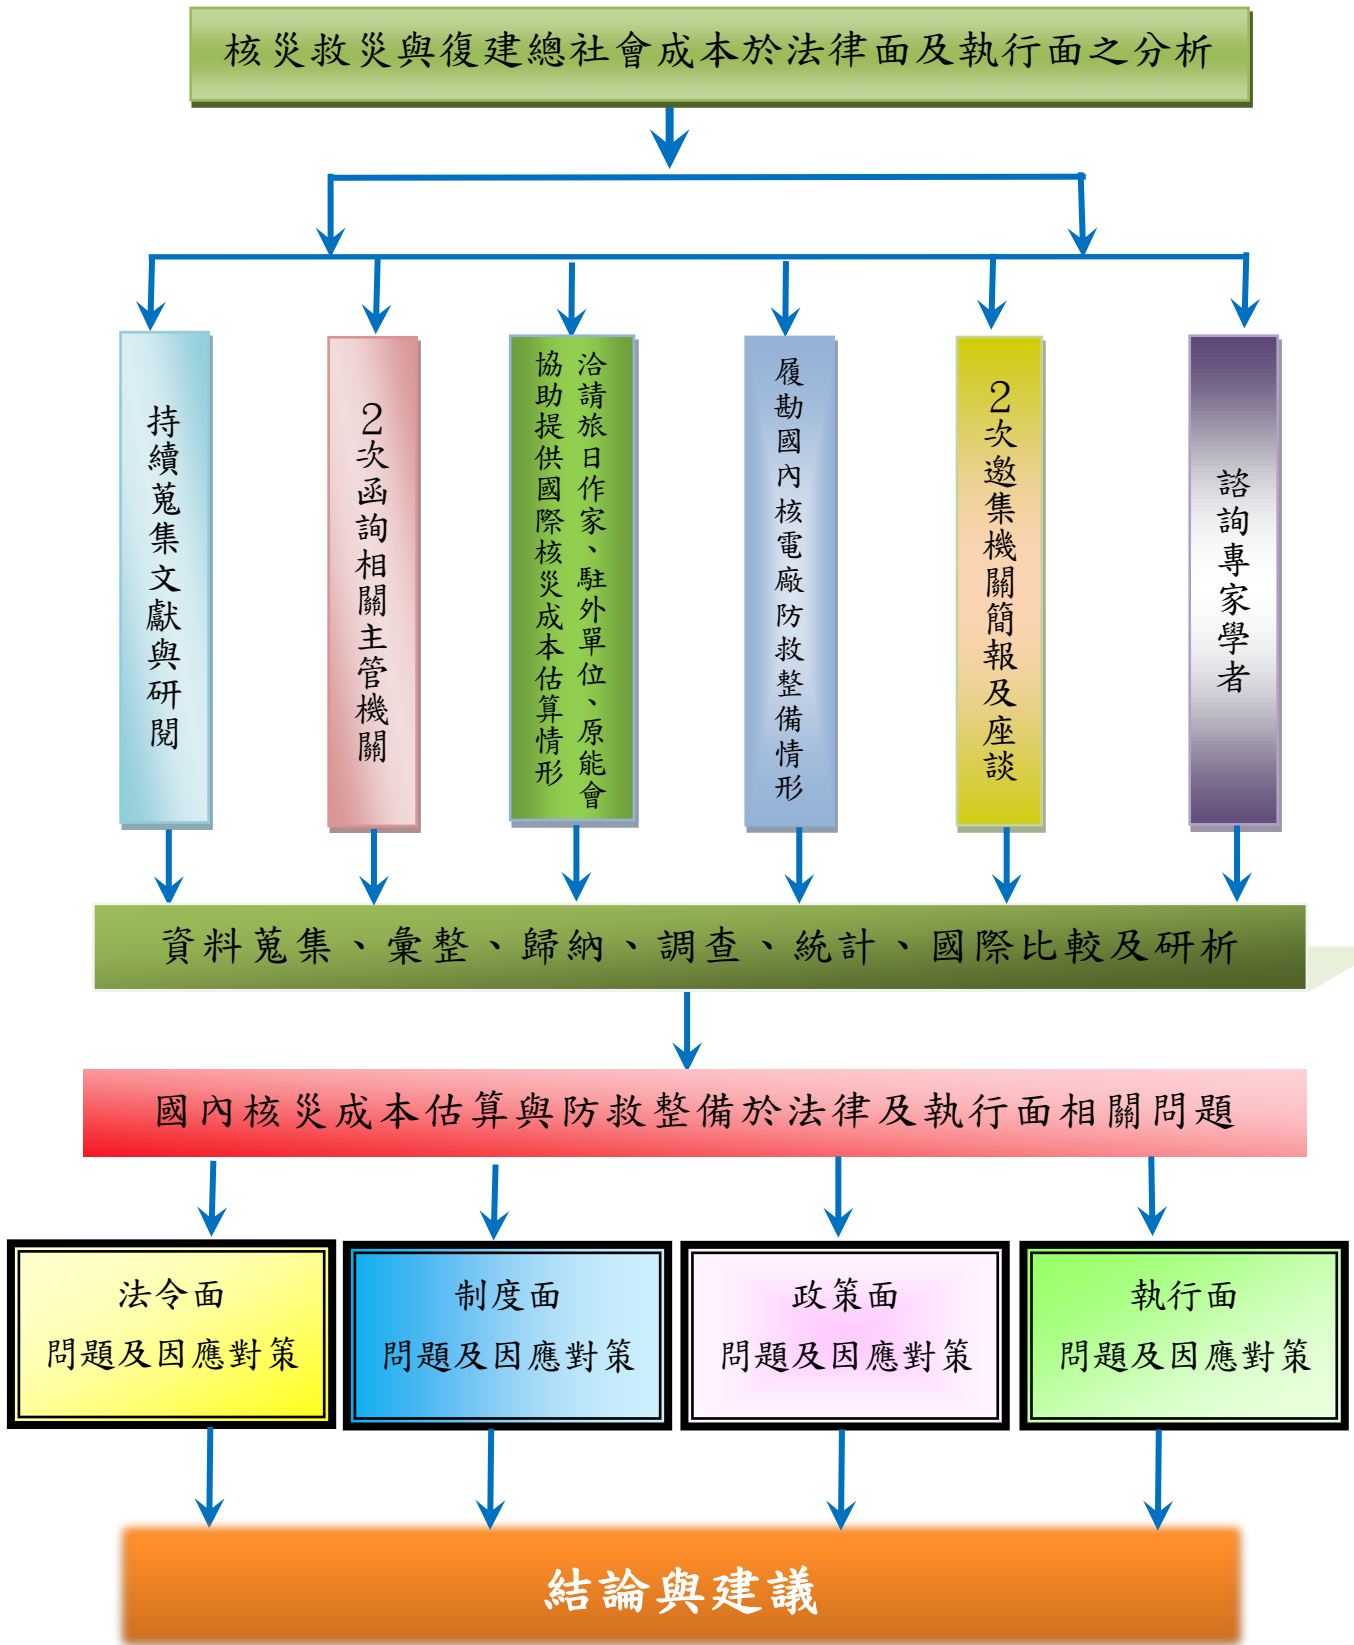 核災救災與復建總社會成本於法律面及執行面之分析
持續蒐集文獻與研閱
2次函詢相關主管機關
洽請旅日作家、駐外單位、原能會
協助提供國際核災成本估算情形
履勘國內核電廠防救整備情形
2次邀集機關簡報及座談
諮詢專家學者
資料蒐集、彙整、歸納、調查、統計、國際比較及研析
國內核災成本估算與防救整備於法律及執行面相關問題
法令面
問題及因應對策
制度面
問題及因應對策
政策面
問題及因應對策
執行面
問題及因應對策
結論與建議